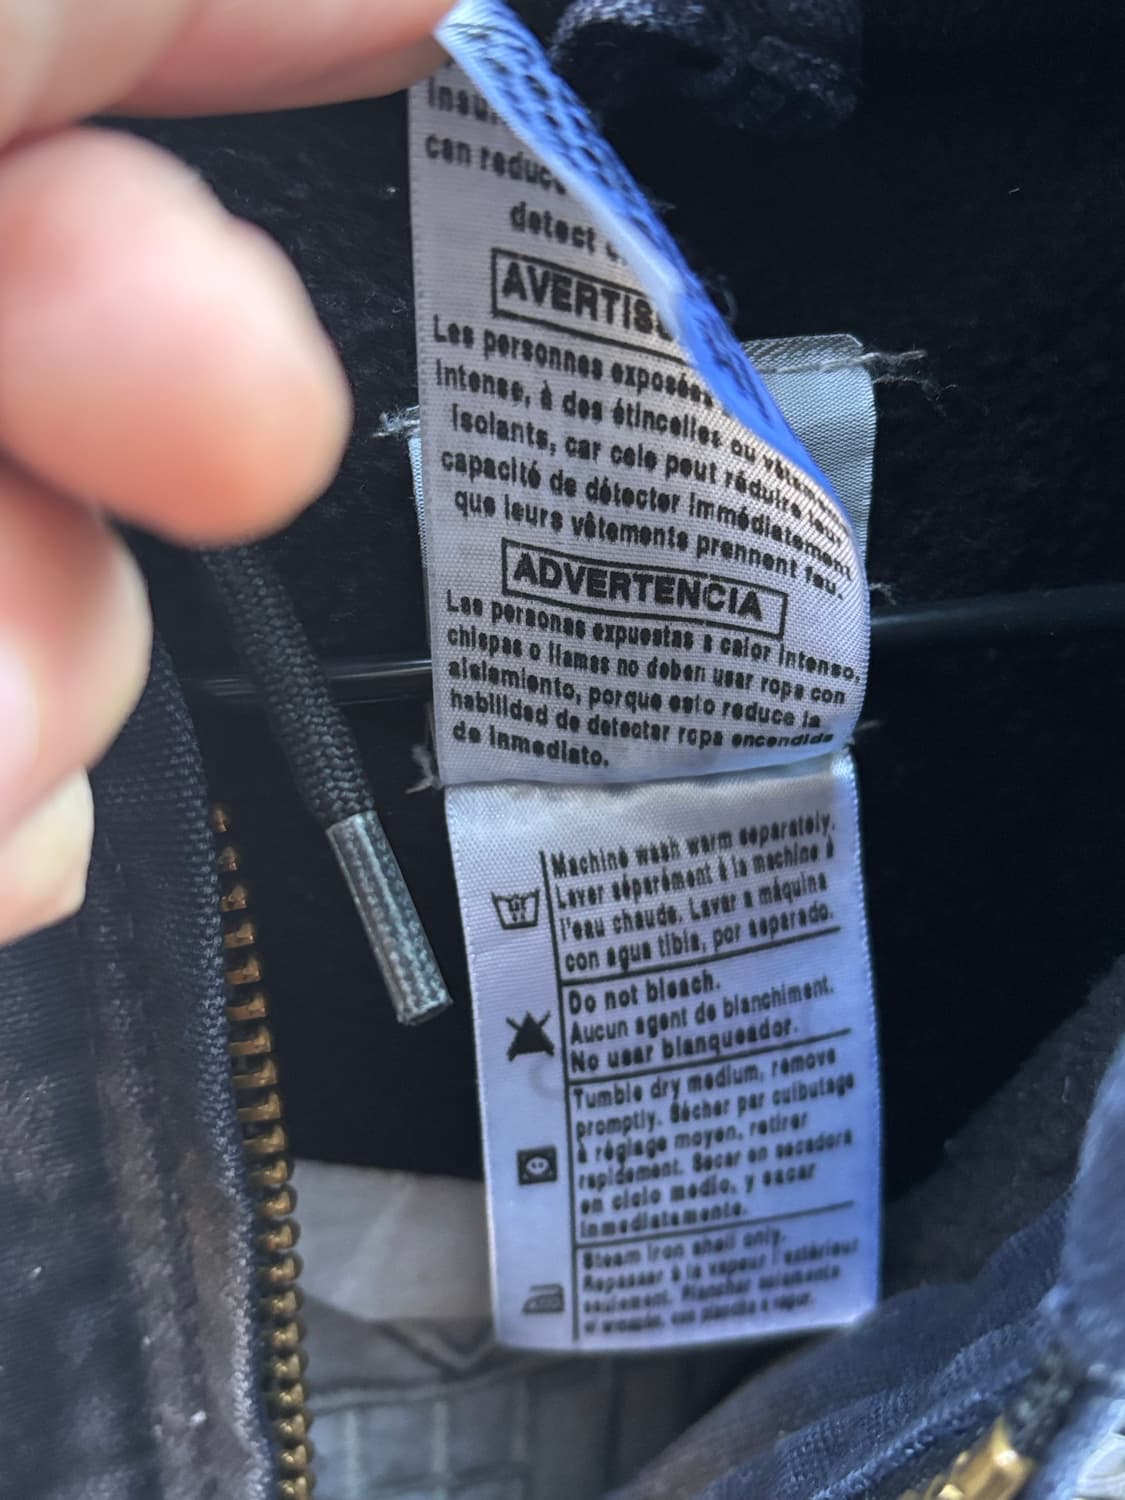 can reduce
detect
AVERTISS
Les personnes exposées
intense, à des étincelles ou
isolants, car cela peut réduire leur
capacité de détecter immédiatement
que leurs vêtements prennent feu.
ADVERTENCIA
Las personas expuestas a calor intenso,
chispas o llamas no deben usar ropa con
aislamiento, porque esto reduce la
habilidad de detectar ropa encendida
de inmediato.
Machine wash warm separately.
Laver séparément à la machine à
l'eau chaude. Lavar a máquina
con agua tibia, por separado.
Do not bleach.
Aucun agent de blanchiment.
No usar blanqueador.
Tumble dry medium, remove
promptly. Sécher par culbutage
à réglage moyen, retirer
rapidement. Secar en secadora
en ciclo medio, y sacar
inmediatamente.
Steam iron shell only.
Repasser à la vapeur l'extérieur
seulement. Planchar solamente